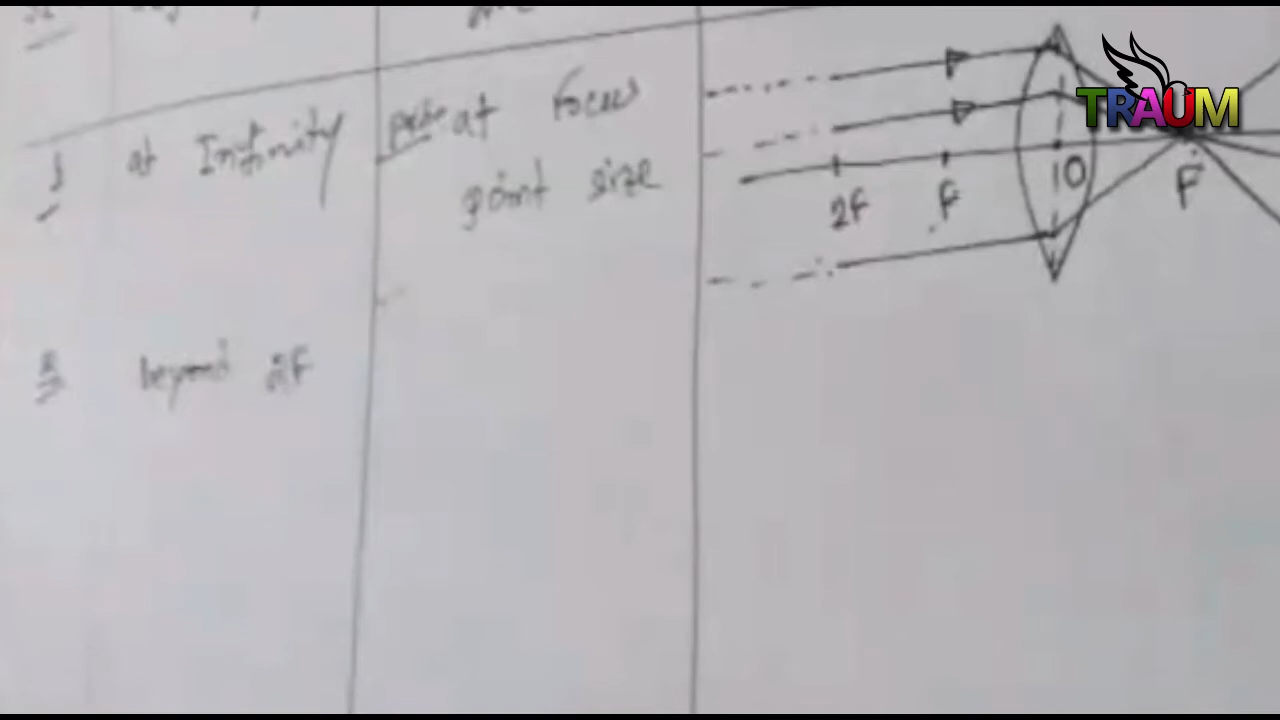 TRAUM
1 at Infinity at Focus
point size
2F F O F
2 beyond 2F